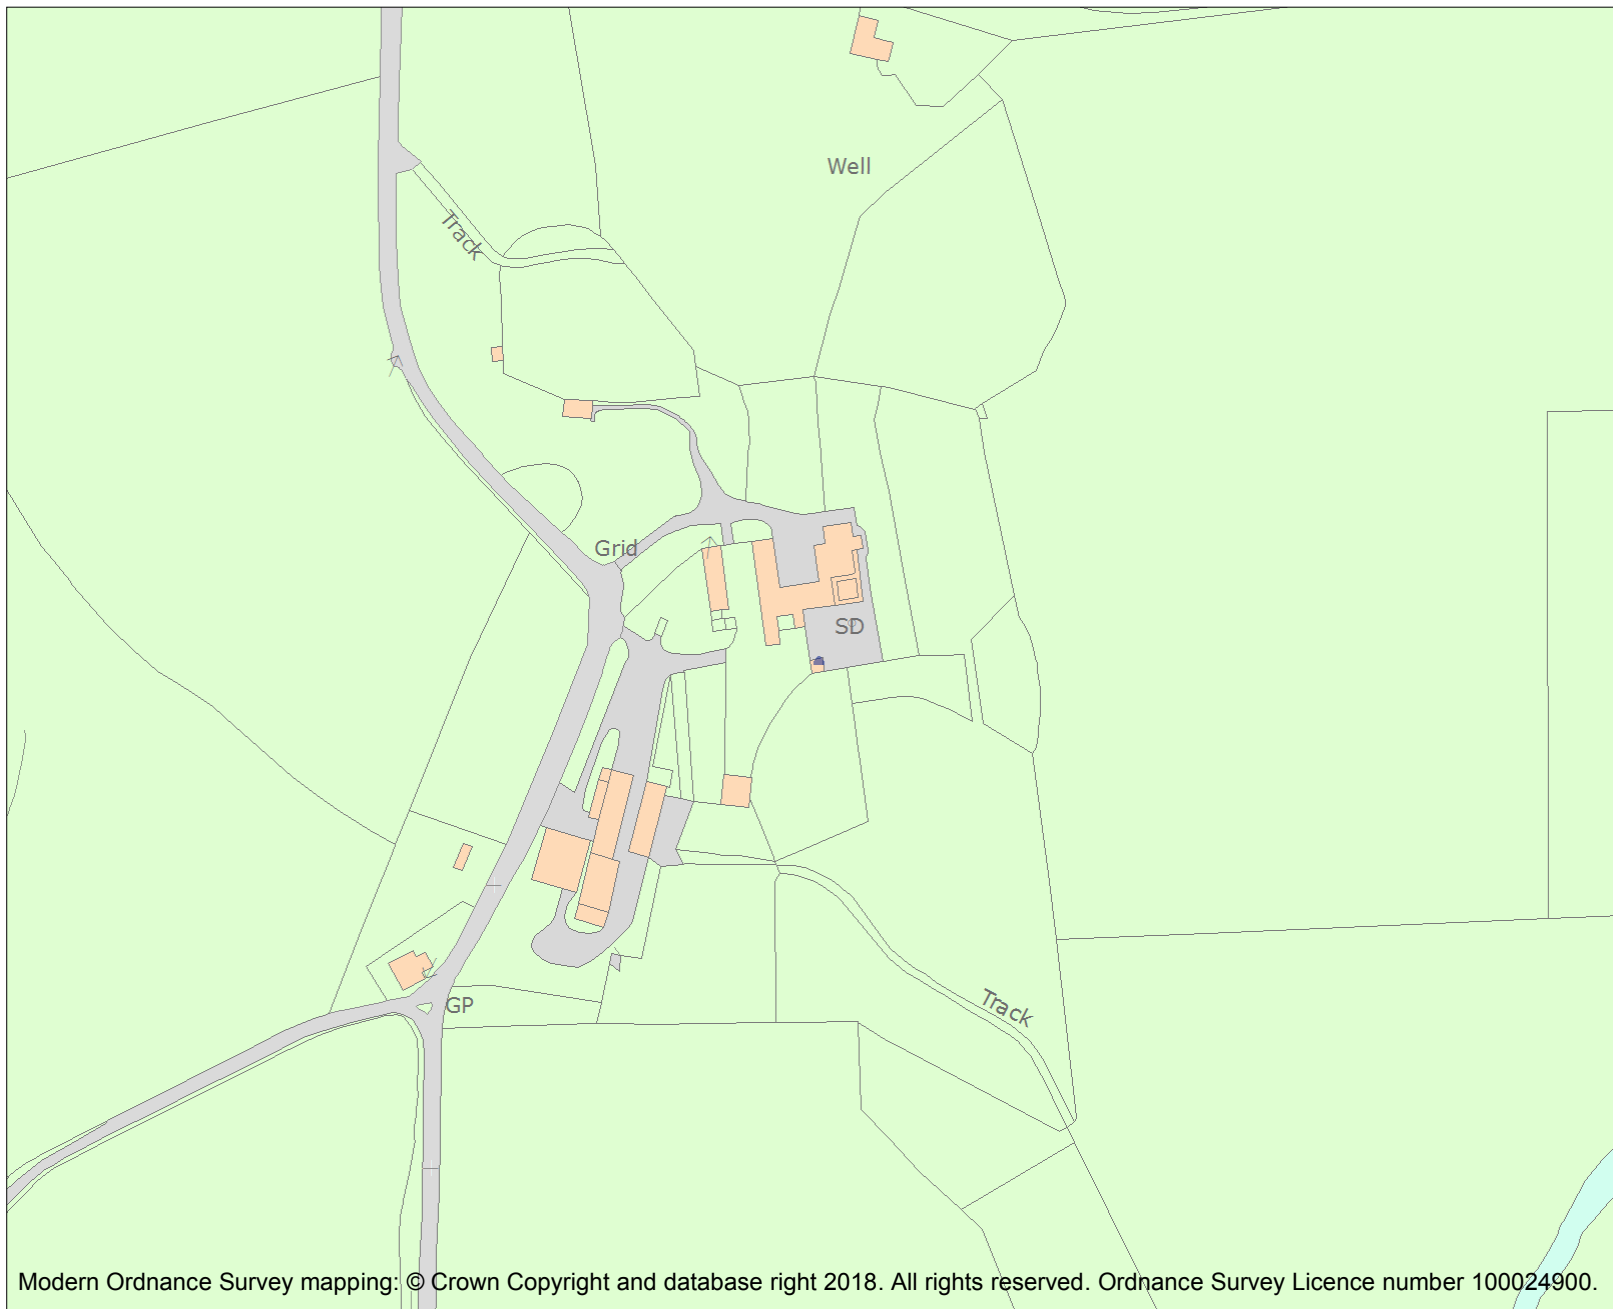 Well
Track
Grid
SD
Track
GP
Modern Ordnance Survey mapping: © Crown Copyright and database right 2018. All rights reserved. Ordnance Survey Licence number 100024900.